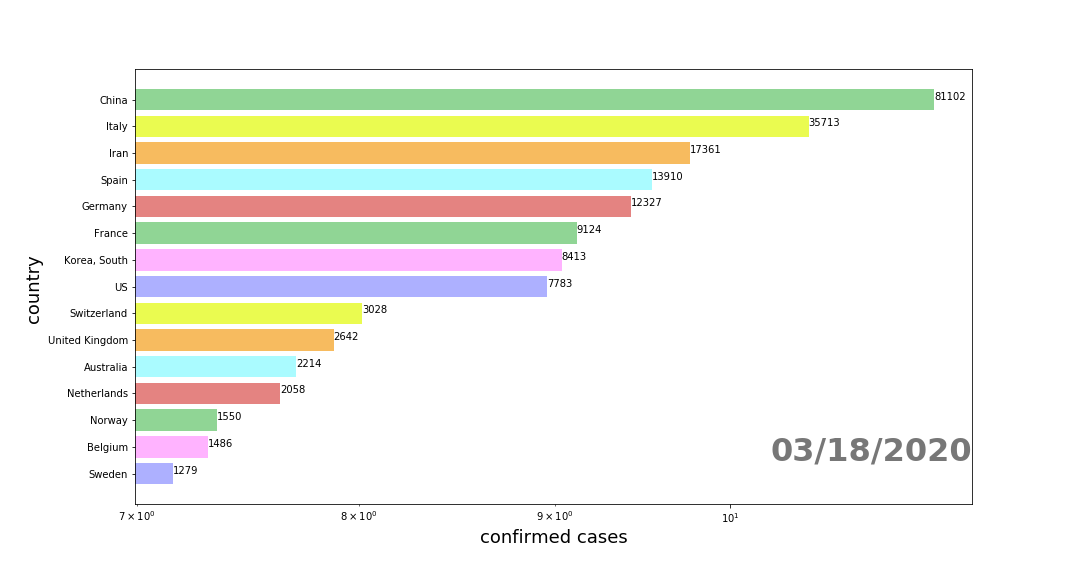 China 81102
Italy 35713
Iran 17361
Spain 13910
Germany 12327
France 9124
Korea, South 8413
US 7783
Switzerland 3028
United Kingdom 2642
Australia 2214
Netherlands 2058
Norway 1550
Belgium 1486
Sweden 1279
03/18/2020
country
7 × 10⁰ 8 × 10⁰ 9 × 10⁰ 10¹
confirmed cases